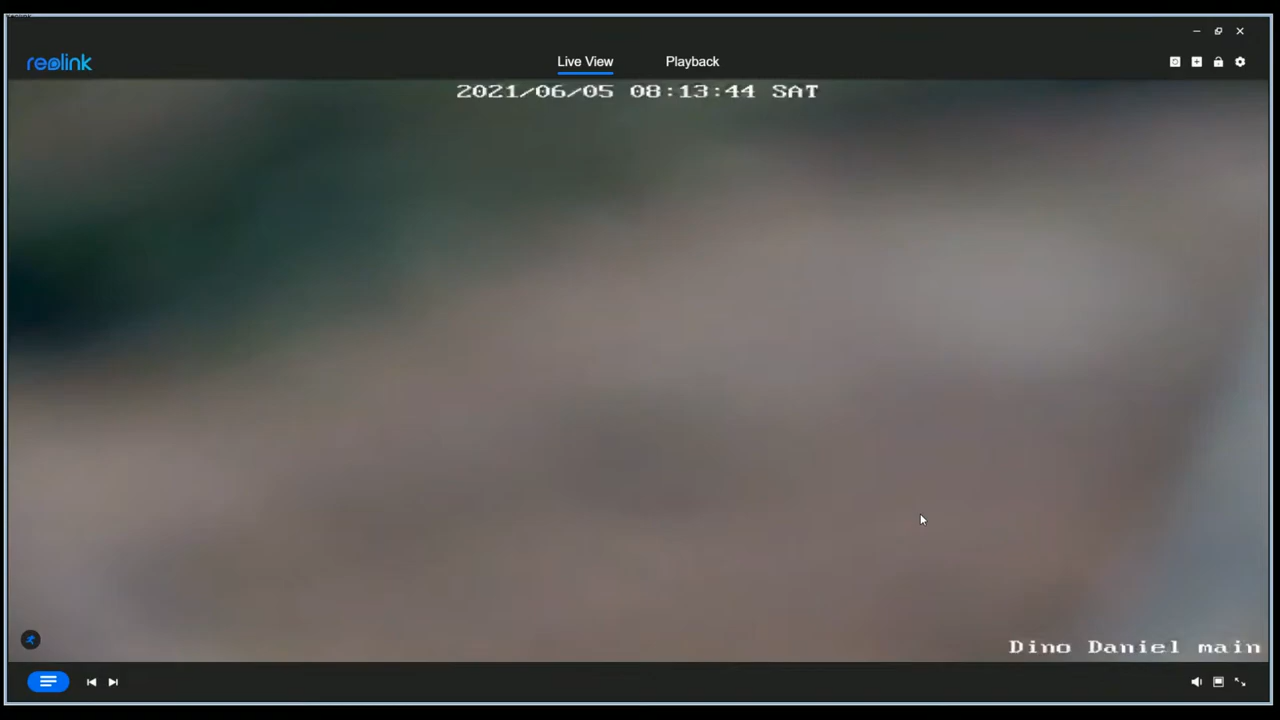 reolink
Live View
Playback
2021/06/05 08:13:44 SAT
Dino Daniel main